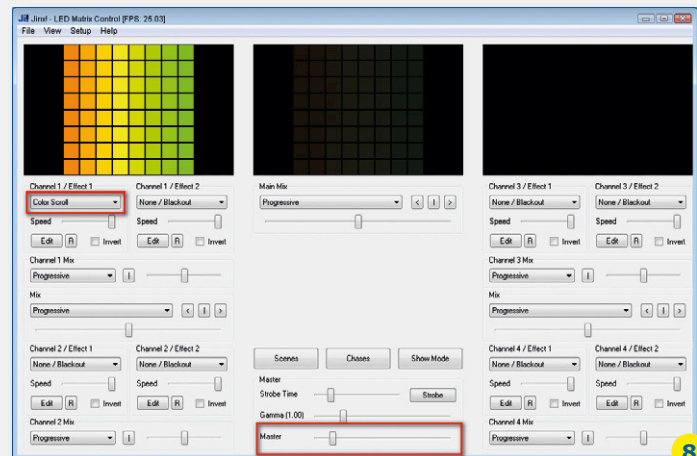 Jinx! - LED Matrix Control [FPS: 25.03]
File View Setup Help
Channel 1 / Effect 1
Channel 1 / Effect 2
Color Scroll
None / Blackout
Speed
Speed
Edit R Invert
Edit R Invert
Channel 1 Mix
Progressive I
Mix
Progressive < I >
Channel 2 / Effect 1
Channel 2 / Effect 2
None / Blackout
None / Blackout
Speed
Speed
Edit R Invert
Edit R Invert
Channel 2 Mix
Progressive I
Main Mix
Progressive < I >
Scenes Chases Show Mode
Master
Strobe Time Strobe
Gamma (1.00)
Master
Channel 3 / Effect 1
Channel 3 / Effect 2
None / Blackout
None / Blackout
Speed
Speed
Edit R Invert
Edit R Invert
Channel 3 Mix
Progressive I
Mix
Progressive < I >
Channel 4 / Effect 1
Channel 4 / Effect 2
None / Blackout
None / Blackout
Speed
Speed
Edit R Invert
Edit R Invert
Channel 4 Mix
Progressive I
8